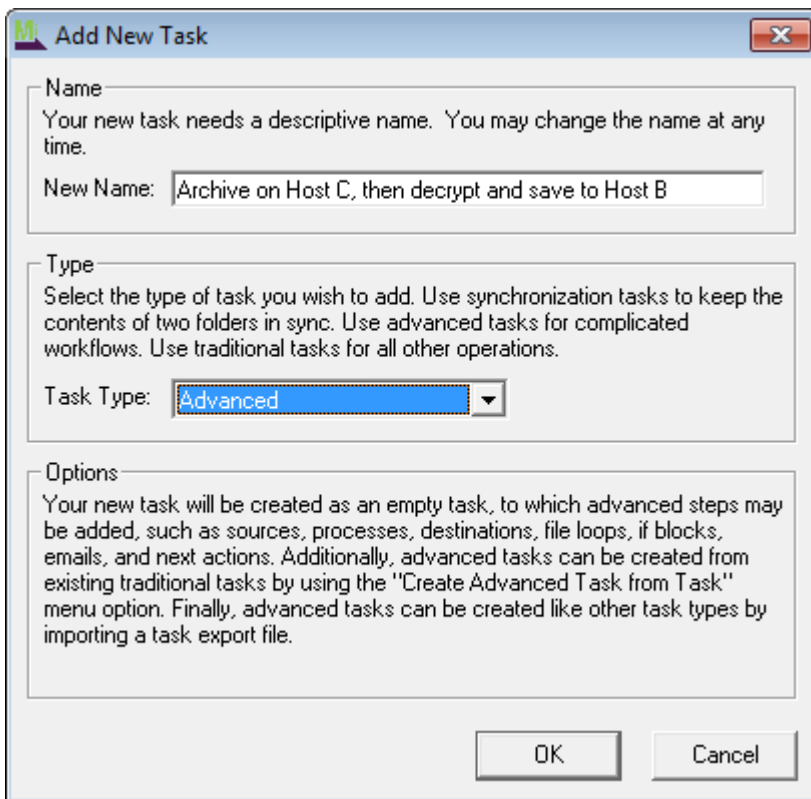 Add New Task
Name
Your new task needs a descriptive name.  You may change the name at any
time.
New Name: Archive on Host C, then decrypt and save to Host B
Type
Select the type of task you wish to add. Use synchronization tasks to keep the
contents of two folders in sync. Use advanced tasks for complicated
workflows. Use traditional tasks for all other operations.
Task Type: Advanced
Options
Your new task will be created as an empty task, to which advanced steps may
be added, such as sources, processes, destinations, file loops, if blocks,
emails, and next actions. Additionally, advanced tasks can be created from
existing traditional tasks by using the "Create Advanced Task from Task"
menu option. Finally, advanced tasks can be created like other task types by
importing a task export file.
OK Cancel